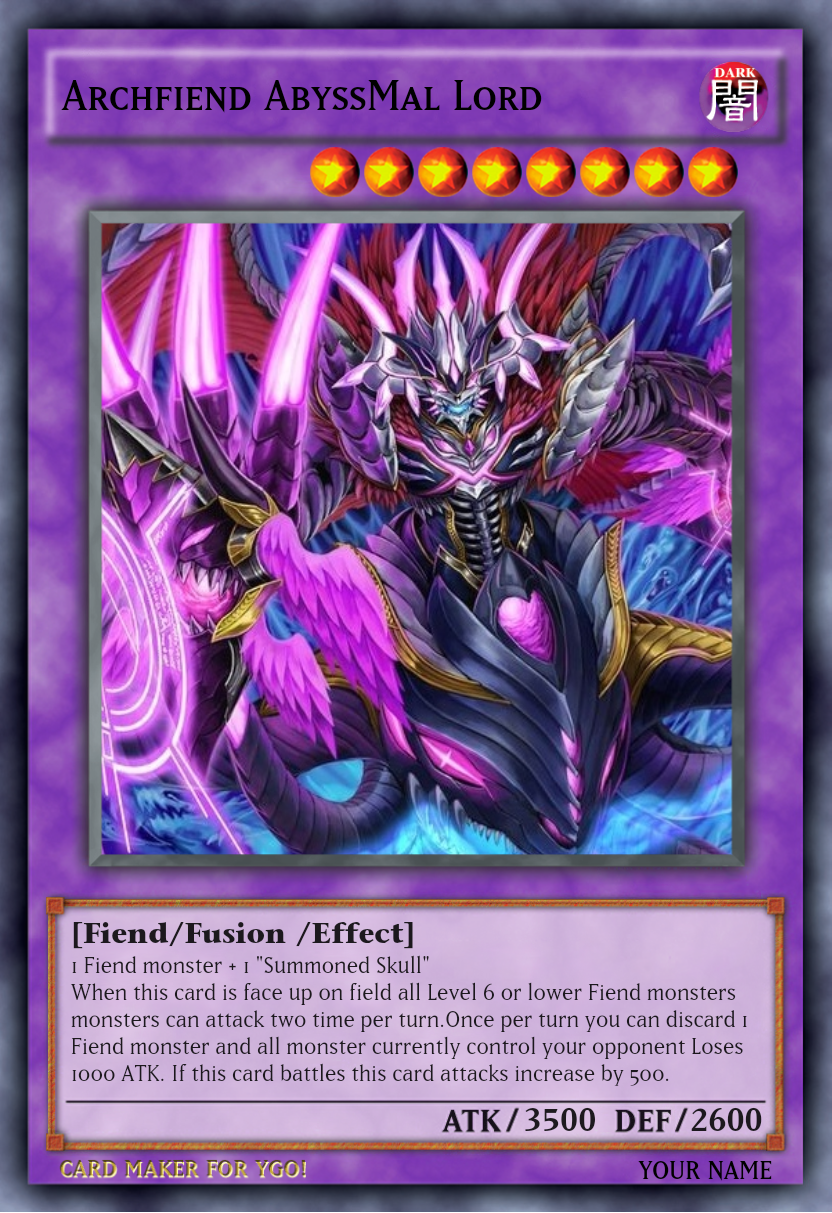 Archfiend AbyssMal Lord
DARK
闇
[Fiend/Fusion /Effect]
1 Fiend monster + 1 "Summoned Skull"
When this card is face up on field all Level 6 or lower Fiend monsters
monsters can attack two time per turn.Once per turn you can discard 1
Fiend monster and all monster currently control your opponent Loses
1000 ATK. If this card battles this card attacks increase by 500.
ATK/3500 DEF/2600
CARD MAKER FOR YGO! YOUR NAME